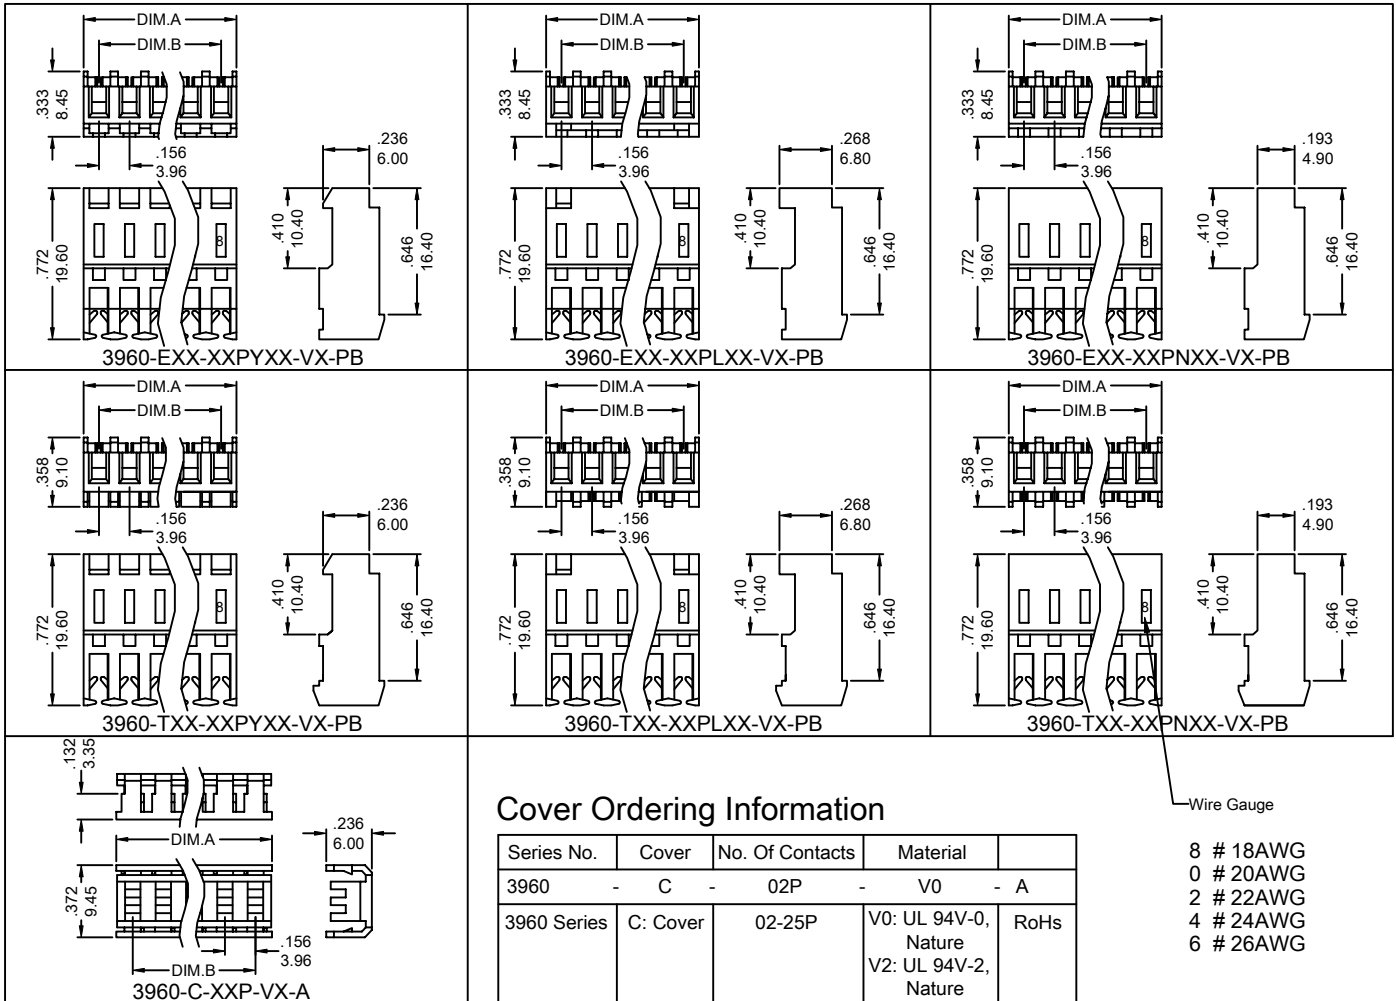 DIM.A
DIM.B
.333
8.45
.156
3.96
.236
6.00
.772
19.60
8
.410
10.40
.646
16.40
3960-EXX-XXPYXX-VX-PB
DIM.A
DIM.B
.333
8.45
.156
3.96
.268
6.80
.772
19.60
8
.410
10.40
.646
16.40
3960-EXX-XXPLXX-VX-PB
DIM.A
DIM.B
.333
8.45
.156
3.96
.193
4.90
.772
19.60
8
.410
10.40
.646
16.40
3960-EXX-XXPNXX-VX-PB
DIM.A
DIM.B
.358
9.10
.156
3.96
.236
6.00
.772
19.60
8
.410
10.40
.646
16.40
3960-TXX-XXPYXX-VX-PB
DIM.A
DIM.B
.358
9.10
.156
3.96
.268
6.80
.772
19.60
8
.410
10.40
.646
16.40
3960-TXX-XXPLXX-VX-PB
DIM.A
DIM.B
.358
9.10
.156
3.96
.193
4.90
.772
19.60
8
.410
10.40
.646
16.40
3960-TXX-XXPNXX-VX-PB
.132
3.35
DIM.A
.236
6.00
.372
9.45
.156
3.96
DIM.B
3960-C-XXP-VX-A
Cover Ordering Information
Series No. Cover No. Of Contacts Material
3960 - C - 02P - V0 - A
3960 Series C: Cover 02-25P V0: UL 94V-0, RoHs
Nature
V2: UL 94V-2,
Nature
Wire Gauge
8 # 18AWG
0 # 20AWG
2 # 22AWG
4 # 24AWG
6 # 26AWG